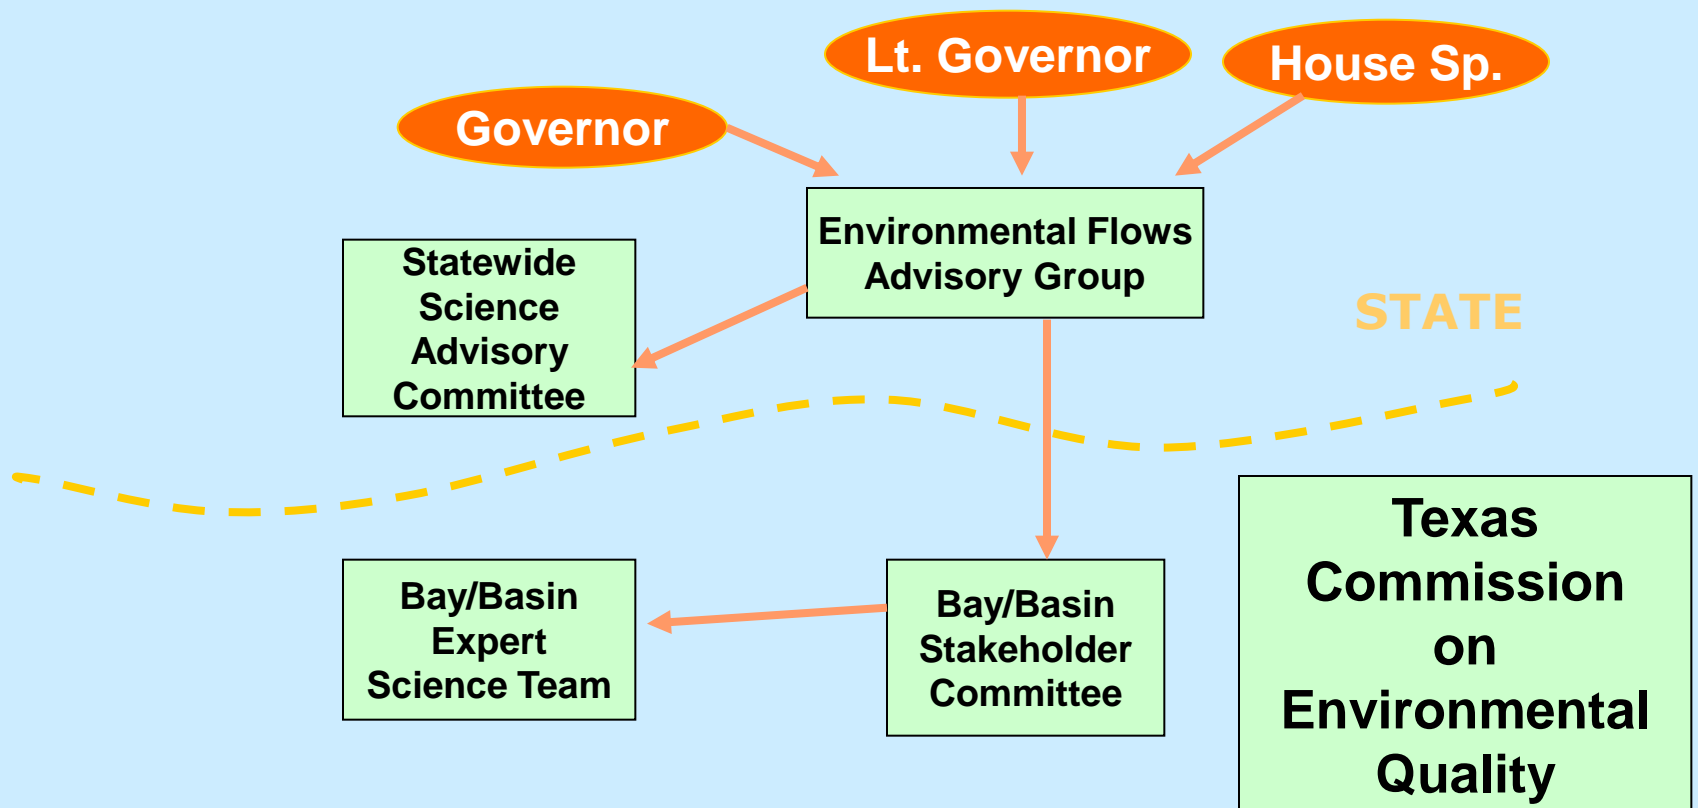 Lt. Governor
House Sp.
Governor
Environmental Flows
Advisory Group
Statewide
Science
Advisory
Committee
STATE
Bay/Basin
Expert
Science Team
Bay/Basin
Stakeholder
Committee
Texas
Commission
on
Environmental
Quality